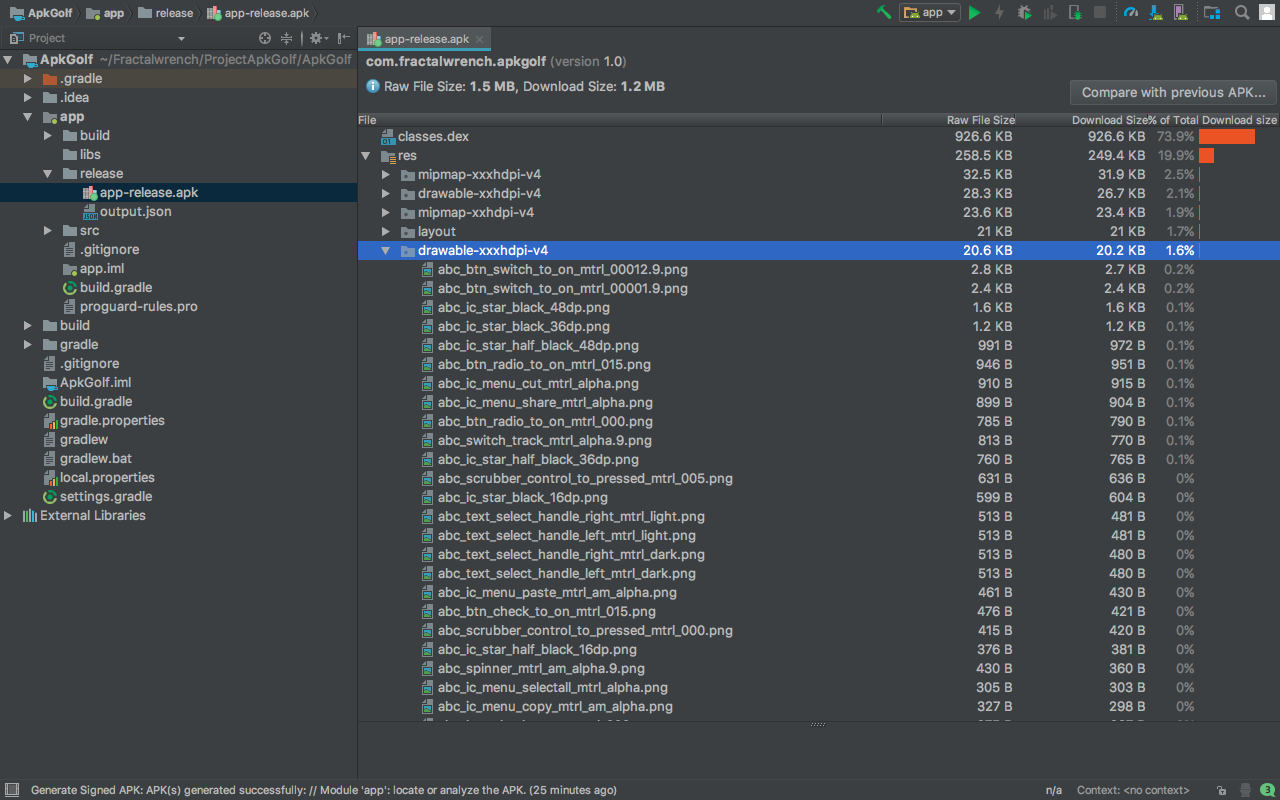 ApkGolf app release app-release.apk app
Project
app-release.apk
ApkGolf ~/Fractalwrench/ProjectApkGolf/ApkGolf
.gradle
.idea
app
build
libs
release
app-release.apk
output.json
src
.gitignore
app.iml
build.gradle
proguard-rules.pro
build
gradle
.gitignore
ApkGolf.iml
build.gradle
gradle.properties
gradlew
gradlew.bat
local.properties
settings.gradle
External Libraries
com.fractalwrench.apkgolf (version 1.0)
Raw File Size: 1.5 MB, Download Size: 1.2 MB
Compare with previous APK...
File Raw File Size Download Size % of Total Download size
classes.dex 926.6 KB 926.6 KB 73.9%
res 258.5 KB 249.4 KB 19.9%
mipmap-xxxhdpi-v4 32.5 KB 31.9 KB 2.5%
drawable-xxhdpi-v4 28.3 KB 26.7 KB 2.1%
mipmap-xxhdpi-v4 23.6 KB 23.4 KB 1.9%
layout 21 KB 21 KB 1.7%
drawable-xxxhdpi-v4 20.6 KB 20.2 KB 1.6%
abc_btn_switch_to_on_mtrl_00012.9.png 2.8 KB 2.7 KB 0.2%
abc_btn_switch_to_on_mtrl_00001.9.png 2.4 KB 2.4 KB 0.2%
abc_ic_star_black_48dp.png 1.6 KB 1.6 KB 0.1%
abc_ic_star_black_36dp.png 1.2 KB 1.2 KB 0.1%
abc_ic_star_half_black_48dp.png 991 B 972 B 0.1%
abc_btn_radio_to_on_mtrl_015.png 946 B 951 B 0.1%
abc_ic_menu_cut_mtrl_alpha.png 910 B 915 B 0.1%
abc_ic_menu_share_mtrl_alpha.png 899 B 904 B 0.1%
abc_btn_radio_to_on_mtrl_000.png 785 B 790 B 0.1%
abc_switch_track_mtrl_alpha.9.png 813 B 770 B 0.1%
abc_ic_star_half_black_36dp.png 760 B 765 B 0.1%
abc_scrubber_control_to_pressed_mtrl_005.png 631 B 636 B 0%
abc_ic_star_black_16dp.png 599 B 604 B 0%
abc_text_select_handle_right_mtrl_light.png 513 B 481 B 0%
abc_text_select_handle_left_mtrl_light.png 513 B 481 B 0%
abc_text_select_handle_right_mtrl_dark.png 513 B 480 B 0%
abc_text_select_handle_left_mtrl_dark.png 513 B 480 B 0%
abc_ic_menu_paste_mtrl_am_alpha.png 461 B 430 B 0%
abc_btn_check_to_on_mtrl_015.png 476 B 421 B 0%
abc_scrubber_control_to_pressed_mtrl_000.png 415 B 420 B 0%
abc_ic_star_half_black_16dp.png 376 B 381 B 0%
abc_spinner_mtrl_am_alpha.9.png 430 B 360 B 0%
abc_ic_menu_selectall_mtrl_alpha.png 305 B 303 B 0%
abc_ic_menu_copy_mtrl_am_alpha.png 327 B 298 B 0%
Generate Signed APK: APK(s) generated successfully: // Module 'app': locate or analyze the APK. (25 minutes ago) n/a Context: <no context> 3